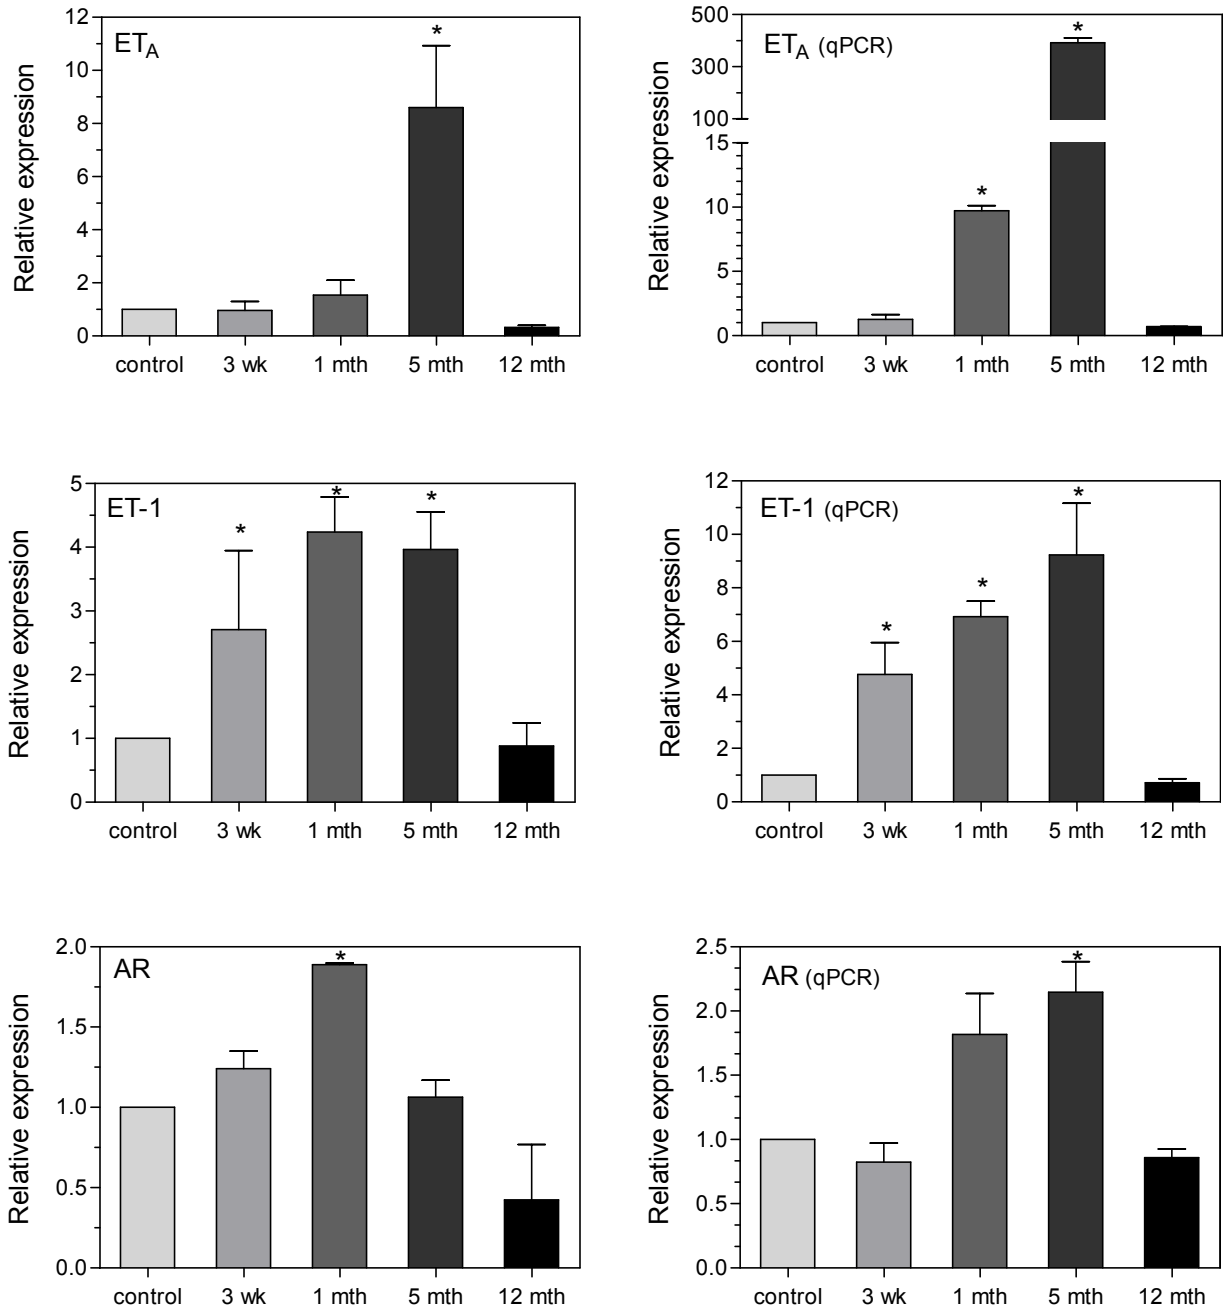 ETA
Relative expression
12
10
8
6
4
2
0
*
control 3 wk 1 mth 5 mth 12 mth
ETA (qPCR)
Relative expression
500
300
100
15
10
5
0
*
*
control 3 wk 1 mth 5 mth 12 mth
ET-1
Relative expression
5
4
3
2
1
0
*
*
*
control 3 wk 1 mth 5 mth 12 mth
ET-1 (qPCR)
Relative expression
12
10
8
6
4
2
0
*
*
*
control 3 wk 1 mth 5 mth 12 mth
AR
Relative expression
2.0
1.5
1.0
0.5
0.0
*
control 3 wk 1 mth 5 mth 12 mth
AR (qPCR)
Relative expression
2.5
2.0
1.5
1.0
0.5
0.0
*
control 3 wk 1 mth 5 mth 12 mth